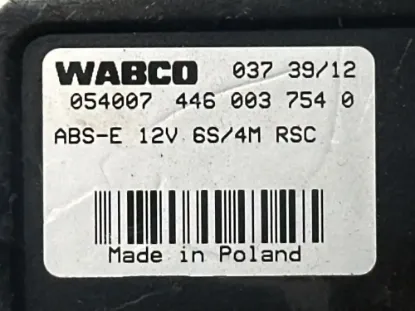 WABCO 037 39/12
054007 446 003 754 0
ABS-E 12V 6S/4M RSC
Made in Poland